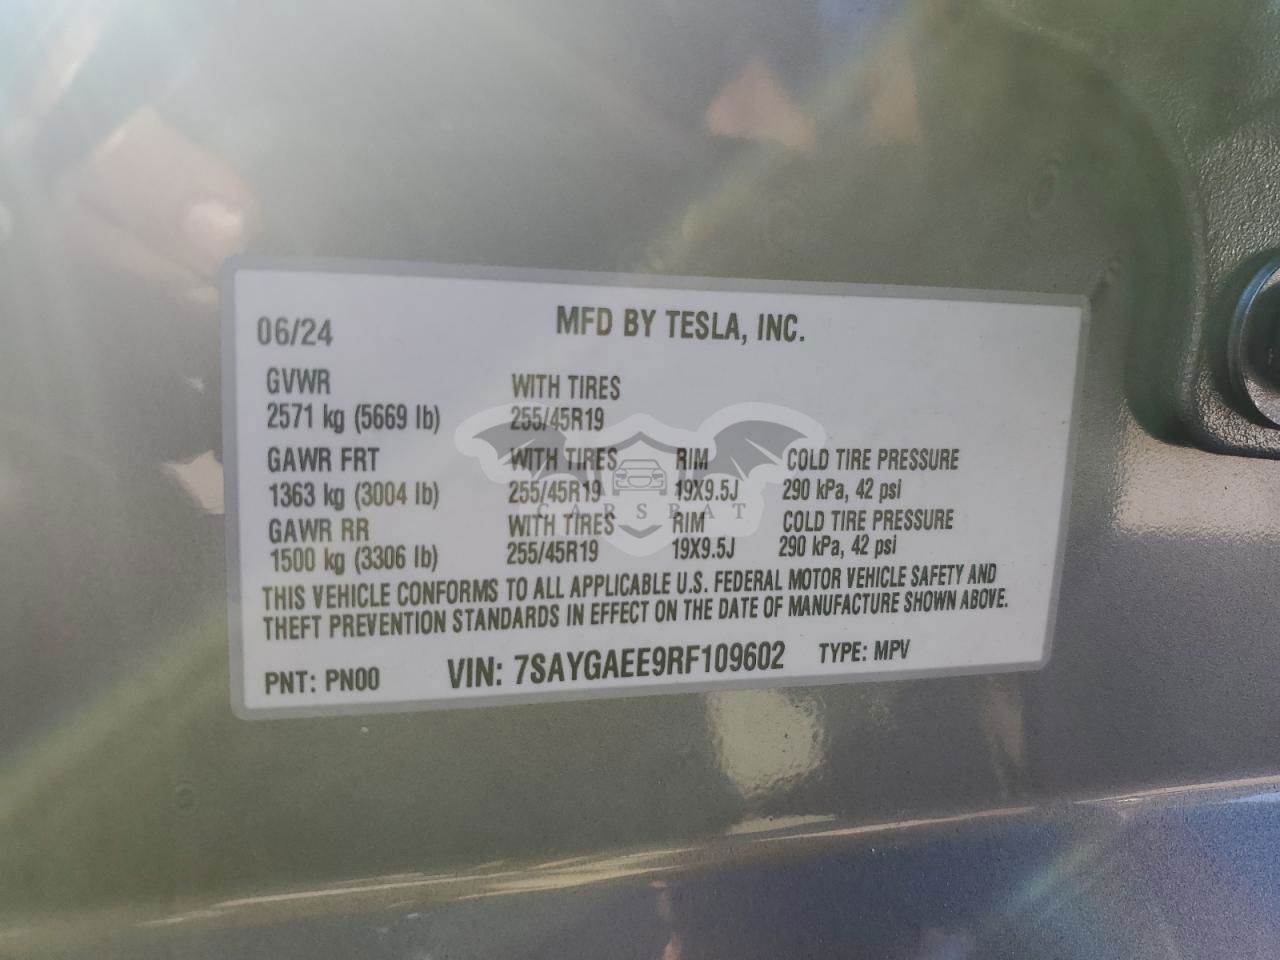 06/24 MFD BY TESLA, INC.
GVWR WITH TIRES
2571 kg (5669 lb) 255/45R19
GAWR FRT WITH TIRES RIM COLD TIRE PRESSURE
1363 kg (3004 lb) 255/45R19 19X9.5J 290 kPa, 42 psi
CARSBAT
GAWR RR WITH TIRES RIM COLD TIRE PRESSURE
1500 kg (3306 lb) 255/45R19 19X9.5J 290 kPa, 42 psi
THIS VEHICLE CONFORMS TO ALL APPLICABLE U.S. FEDERAL MOTOR VEHICLE SAFETY AND
THEFT PREVENTION STANDARDS IN EFFECT ON THE DATE OF MANUFACTURE SHOWN ABOVE.
PNT: PN00 VIN: 7SAYGAEE9RF109602 TYPE: MPV